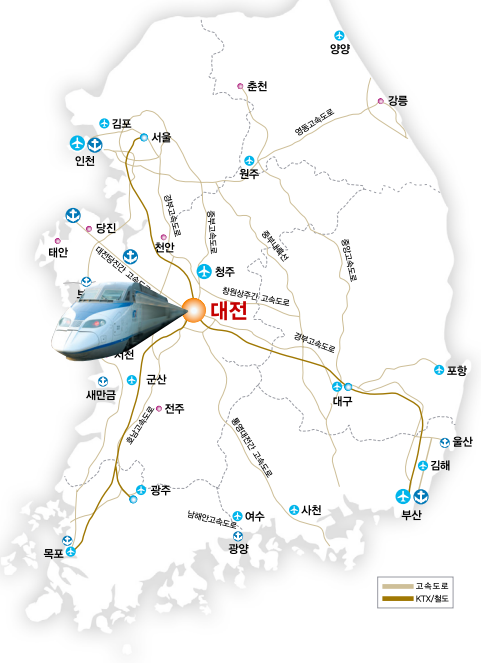 양양
춘천
강릉
김포
서울
영동고속도로
인천
원주
경부고속도로
중부고속도로
당진
천안
중부내륙선
중앙고속도로
태안
대전당진간 고속도로
청주
창원상주간 고속도로
대전
경부고속도로
서천
포항
군산
새만금
대구
전주
호남고속도로
통영대전간 고속도로
울산
김해
광주
부산
남해안고속도로
여수
사천
광양
목포
고속도로
KTX/철도